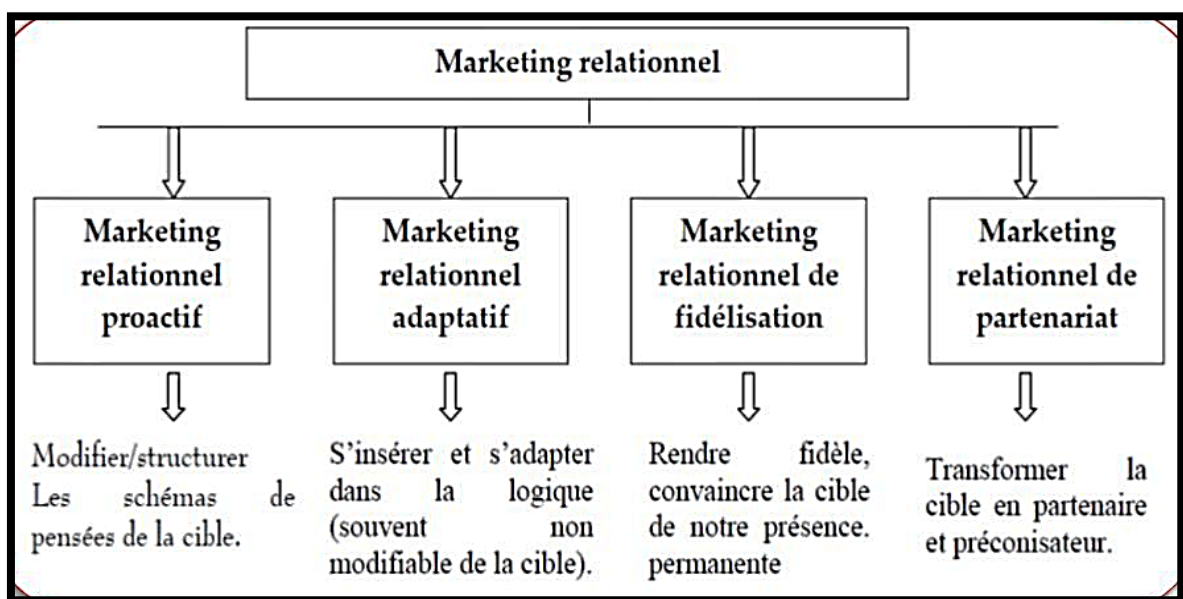 Marketing relationnel
Marketing
relationnel
proactif
Marketing
relationnel
adaptatif
Marketing
relationnel de
fidélisation
Marketing
relationnel de
partenariat
Modifier/structurer
Les schémas de
pensées de la cible.
S’insérer et s’adapter
dans la logique
(souvent non
modifiable de la cible).
Rendre fidèle,
convaincre la cible
de notre présence.
permanente
Transformer la
cible en partenaire
et préconisateur.